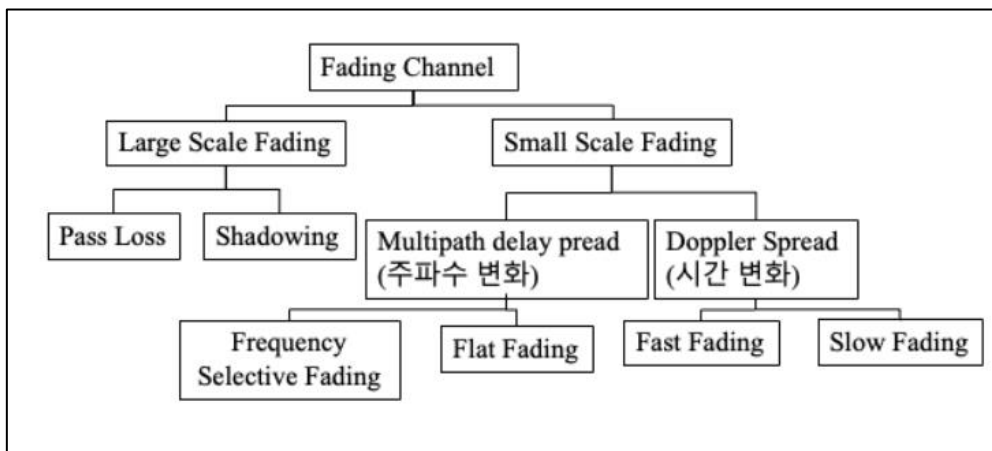 Fading Channel
Large Scale Fading
Small Scale Fading
Pass Loss
Shadowing
Multipath delay pread
(주파수 변화)
Doppler Spread
(시간 변화)
Frequency
Selective Fading
Flat Fading
Fast Fading
Slow Fading